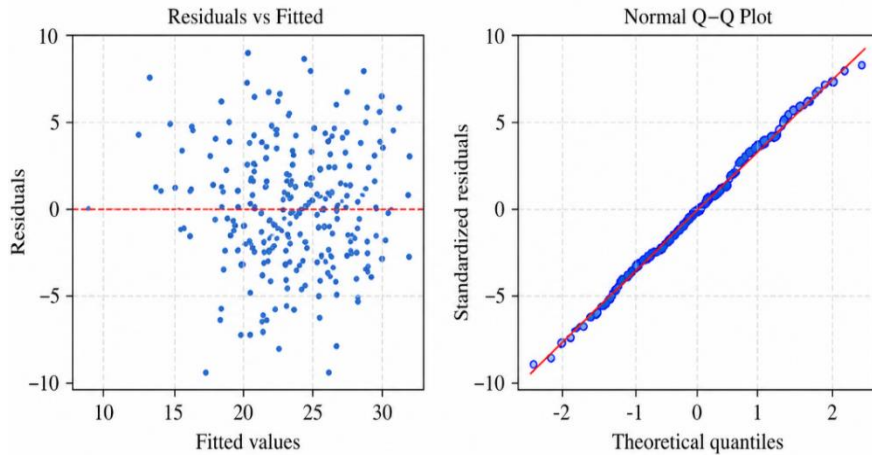 Residuals vs Fitted
10
5
0
−5
−10
Residuals
10 15 20 25 30
Fitted values
Normal Q−Q Plot
10
5
0
−5
−10
Standardized residuals
-2 -1 0 1 2
Theoretical quantiles